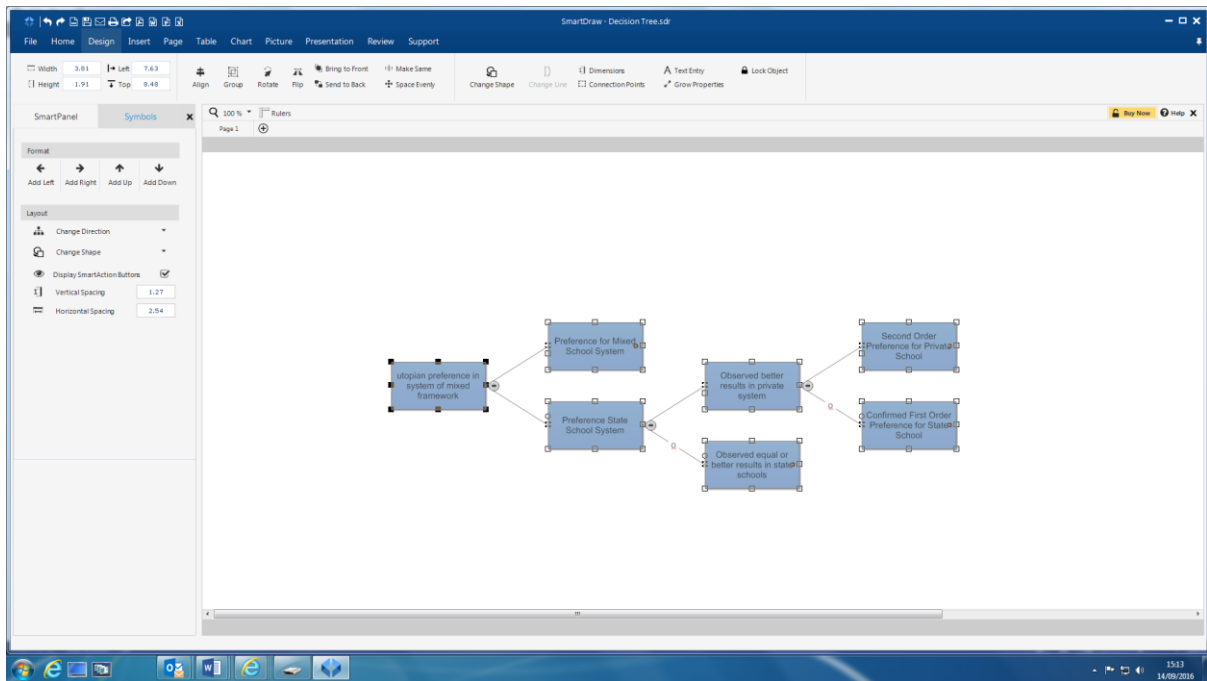 SmartDraw - Decision Tree.sdr
File Home Design Insert Page Table Chart Picture Presentation Review Support
Width 3.81 Left 7.63
Height 1.91 Top 8.48
Align Group Rotate Flip
Bring to Front Make Same
Send to Back Space Evenly
Change Shape Change Line
Dimensions
Connection Points
Text Entry
Grow Properties
Lock Object
SmartPanel Symbols X
100 % Rulers
Buy Now Help X
Page 1
Format
Add Left Add Right Add Up Add Down
Layout
Change Direction
Change Shape
Display SmartAction Buttons
Vertical Spacing 1.27
Horizontal Spacing 2.54
utopian preference in
system of mixed
framework
Preference for Mixed
School System
Preference State
School System
Observed better
results in private
system
Observed equal or
better results in state
schools
Second Order
Preference for Private
School
Confirmed First Order
Preference for State
School
15:13
14/09/2016